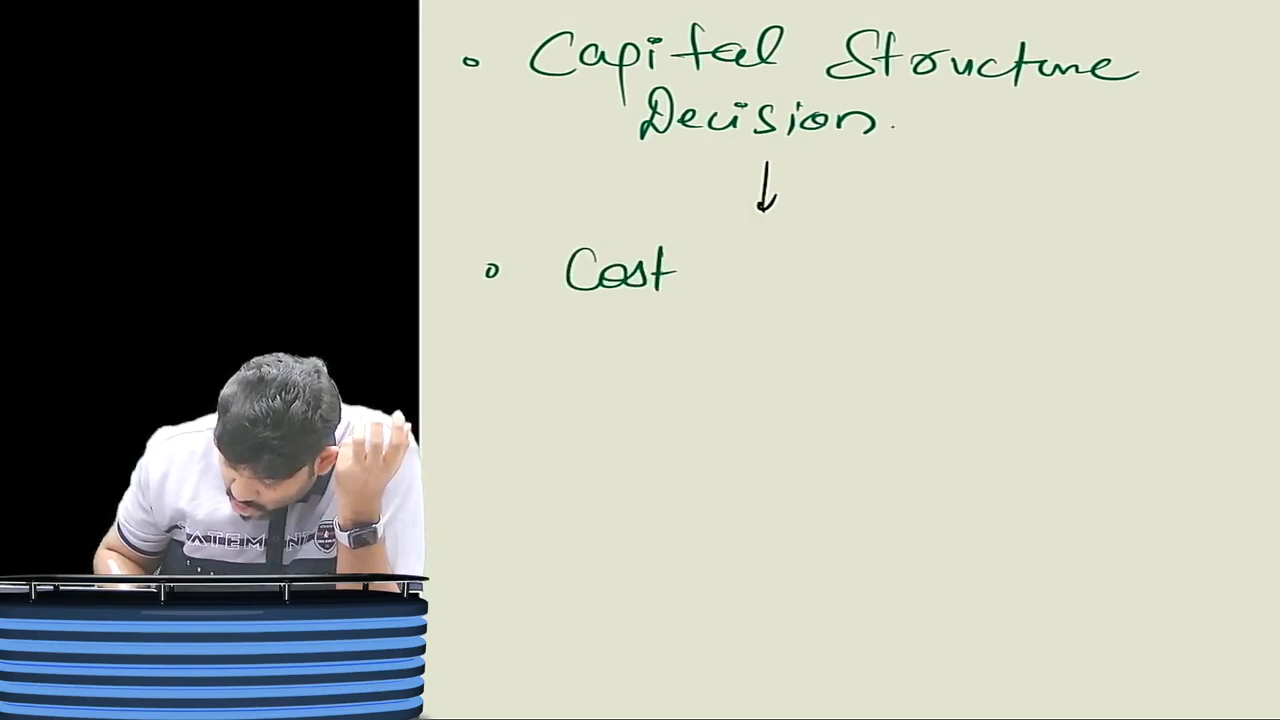 • Capital Structure
Decision.
↓
• Cost